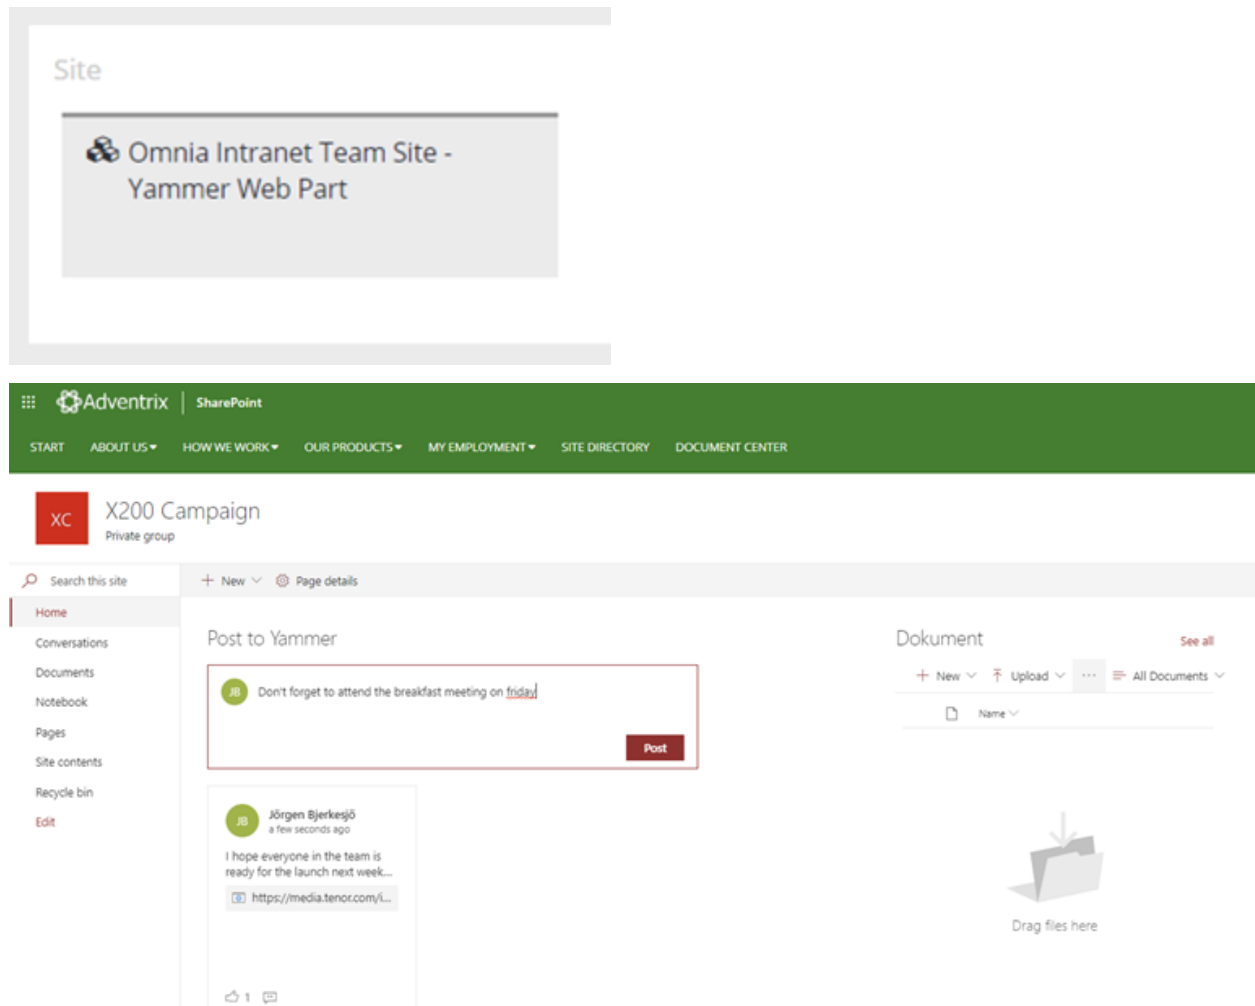 Site
Omnia Intranet Team Site -
Yammer Web Part
Adventrix | SharePoint
START ABOUT US HOW WE WORK OUR PRODUCTS MY EMPLOYMENT SITE DIRECTORY DOCUMENT CENTER
XC
X200 Campaign
Private group
Search this site
+ New Page details
Home
Conversations
Documents
Notebook
Pages
Site contents
Recycle bin
Edit
Post to Yammer
JB Don't forget to attend the breakfast meeting on friday
Post
JB
Jörgen Bjerkesjö
a few seconds ago
I hope everyone in the team is
ready for the launch next week...
https://media.tenor.com/i...
1
Dokument
See all
+ New Upload ··· All Documents
Name
Drag files here